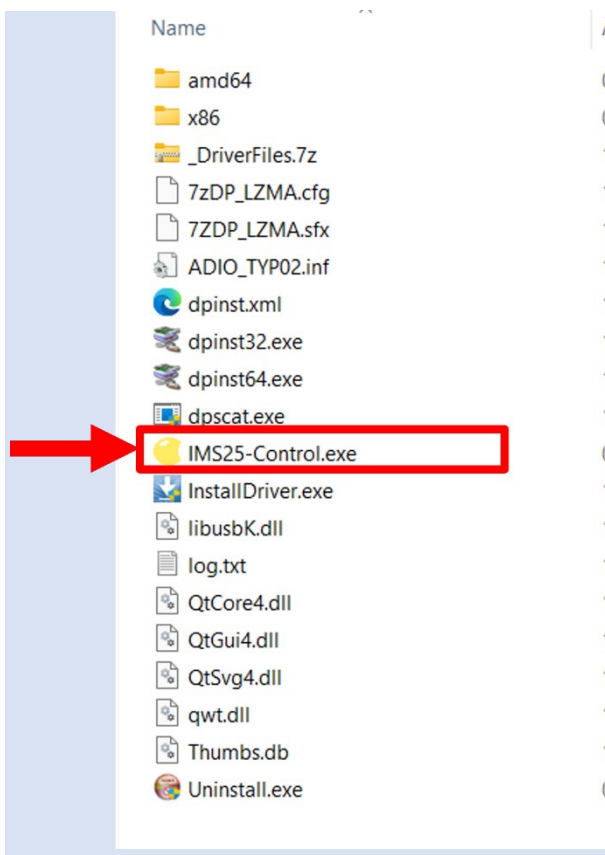 Name
amd64
x86
_DriverFiles.7z
7zDP_LZMA.cfg
7ZDP_LZMA.sfx
ADIO_TYP02.inf
dpinst.xml
dpinst32.exe
dpinst64.exe
dpscat.exe
IMS25-Control.exe
InstallDriver.exe
libusbK.dll
log.txt
QtCore4.dll
QtGui4.dll
QtSvg4.dll
qwt.dll
Thumbs.db
Uninstall.exe